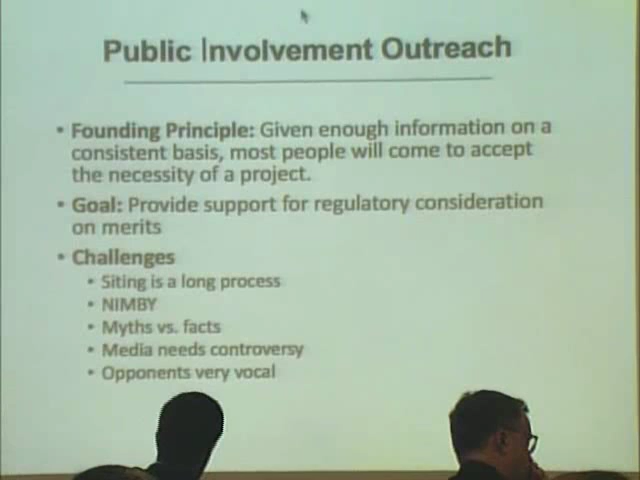 Public Involvement Outreach
• Founding Principle: Given enough information on a
consistent basis, most people will come to accept
the necessity of a project.
• Goal: Provide support for regulatory consideration
on merits
• Challenges
• Siting is a long process
• NIMBY
• Myths vs. facts
• Media needs controversy
• Opponents very vocal